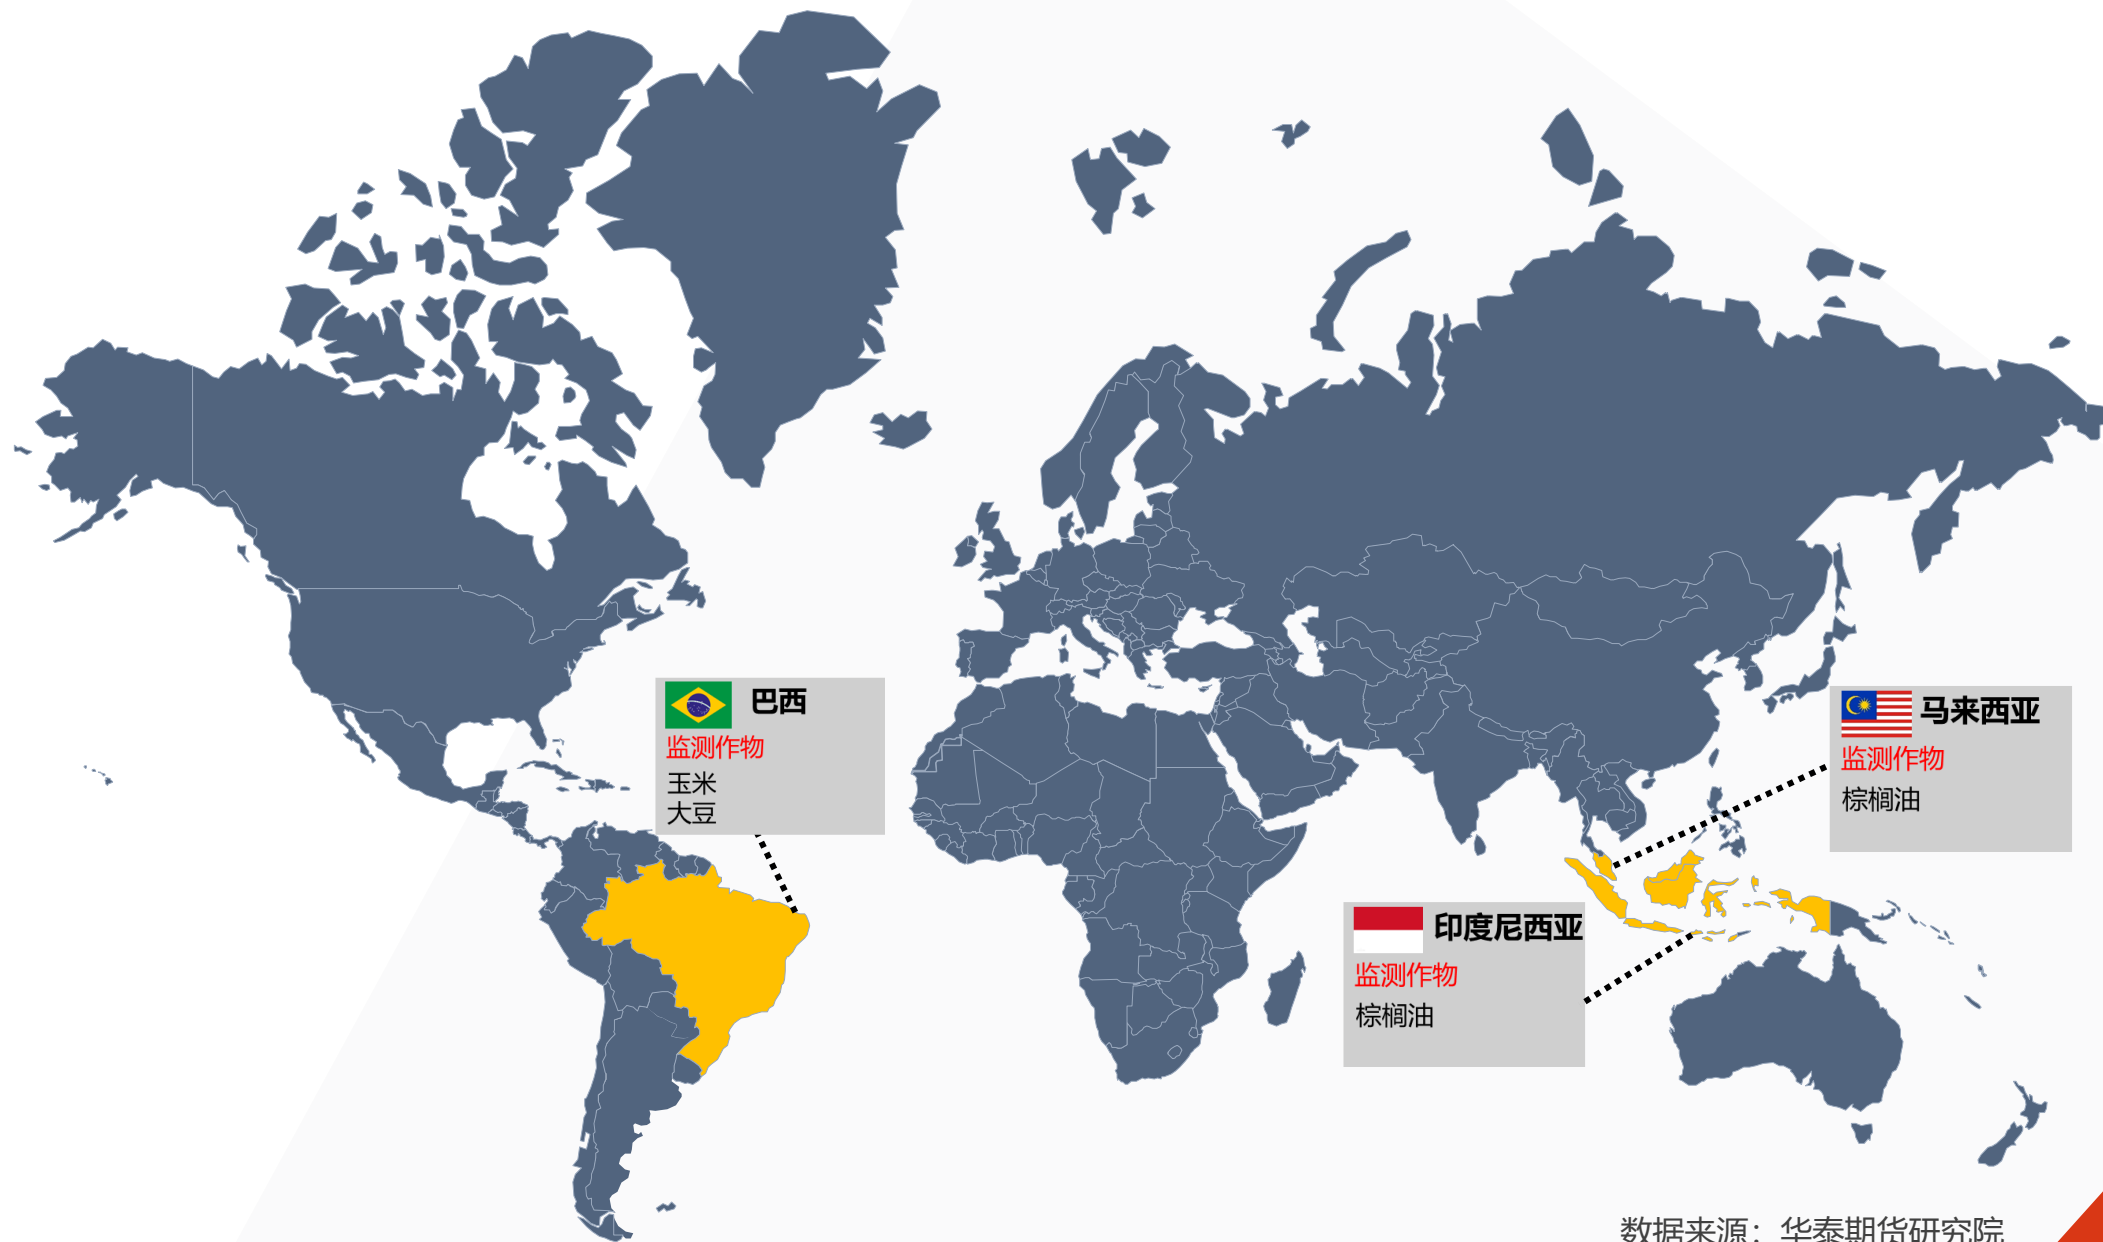 巴西
监测作物
玉米
大豆
马来西亚
监测作物
棕榈油
印度尼西亚
监测作物
棕榈油
数据来源：华泰期货研究院